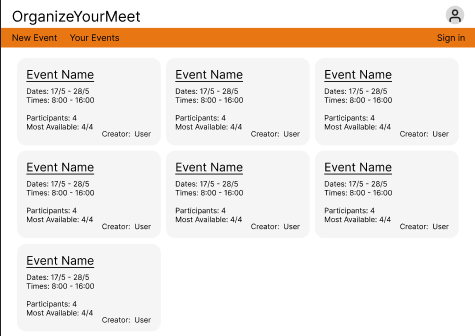 OrganizeYourMeet
New Event Your Events Sign in
Event Name
Dates: 17/5 - 28/5
Times: 8:00 - 16:00
Participants: 4
Most Available: 4/4
Creator: User
Event Name
Dates: 17/5 - 28/5
Times: 8:00 - 16:00
Participants: 4
Most Available: 4/4
Creator: User
Event Name
Dates: 17/5 - 28/5
Times: 8:00 - 16:00
Participants: 4
Most Available: 4/4
Creator: User
Event Name
Dates: 17/5 - 28/5
Times: 8:00 - 16:00
Participants: 4
Most Available: 4/4
Creator: User
Event Name
Dates: 17/5 - 28/5
Times: 8:00 - 16:00
Participants: 4
Most Available: 4/4
Creator: User
Event Name
Dates: 17/5 - 28/5
Times: 8:00 - 16:00
Participants: 4
Most Available: 4/4
Creator: User
Event Name
Dates: 17/5 - 28/5
Times: 8:00 - 16:00
Participants: 4
Most Available: 4/4
Creator: User